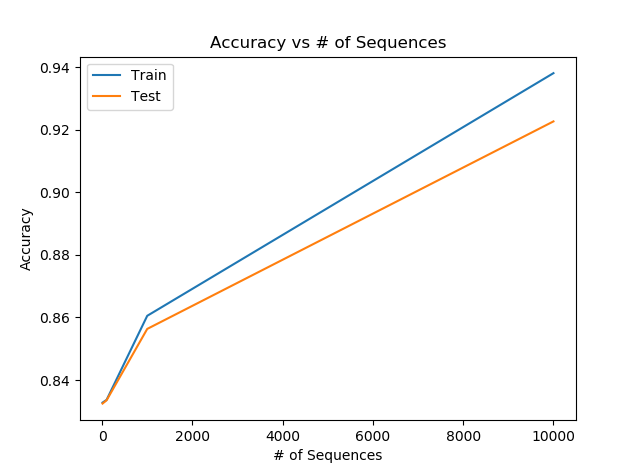 Accuracy vs # of Sequences
Train
Test
0.94
0.92
0.90
0.88
0.86
0.84
Accuracy
0
2000
4000
6000
8000
10000
# of Sequences